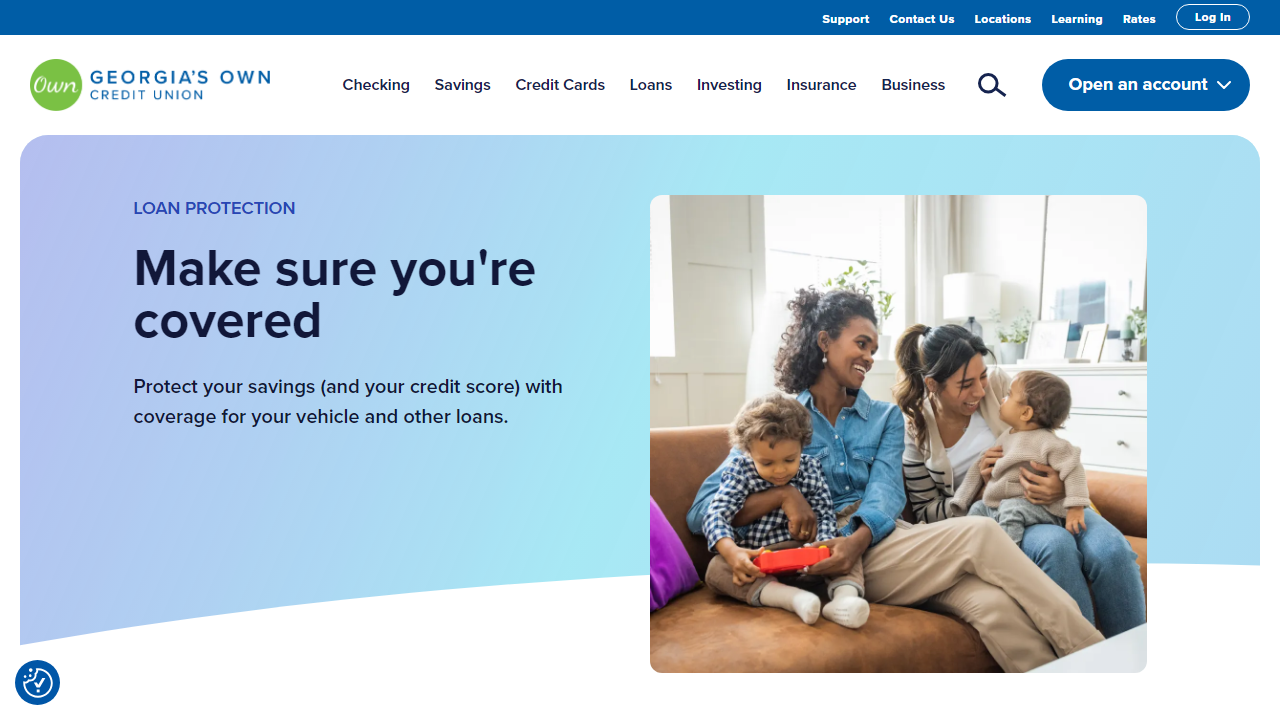 Support Contact Us Locations Learning Rates Log In
Own GEORGIA'S OWN
CREDIT UNION
Checking Savings Credit Cards Loans Investing Insurance Business Open an account
LOAN PROTECTION
Make sure you're
covered
Protect your savings (and your credit score) with
coverage for your vehicle and other loans.